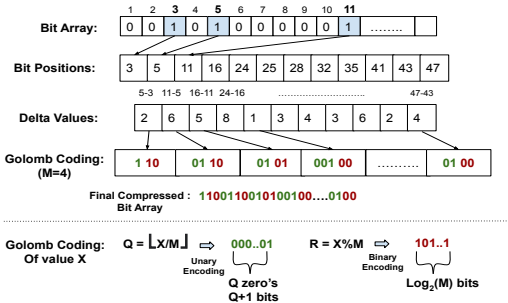 1 2 3 4 5 6 7 8 9 10 11
Bit Array: 0 0 1 0 1 0 0 0 0 0 1 ........
Bit Positions: 3 5 11 16 24 25 28 32 35 41 43 47
5-3 11-5 16-11 24-16 .............................. 47-43
Delta Values: 2 6 5 8 1 3 4 3 6 2 4
Golomb Coding: 1 10 01 10 01 01 001 00 .......... 01 00
(M=4)
Final Compressed : 1100110010100100....0100
Bit Array
Golomb Coding: Q = ⌊X/M⌋ 000..01 R = X%M 101..1
Of value X Unary Encoding Binary Encoding
Q zero's Log₂(M) bits
Q+1 bits